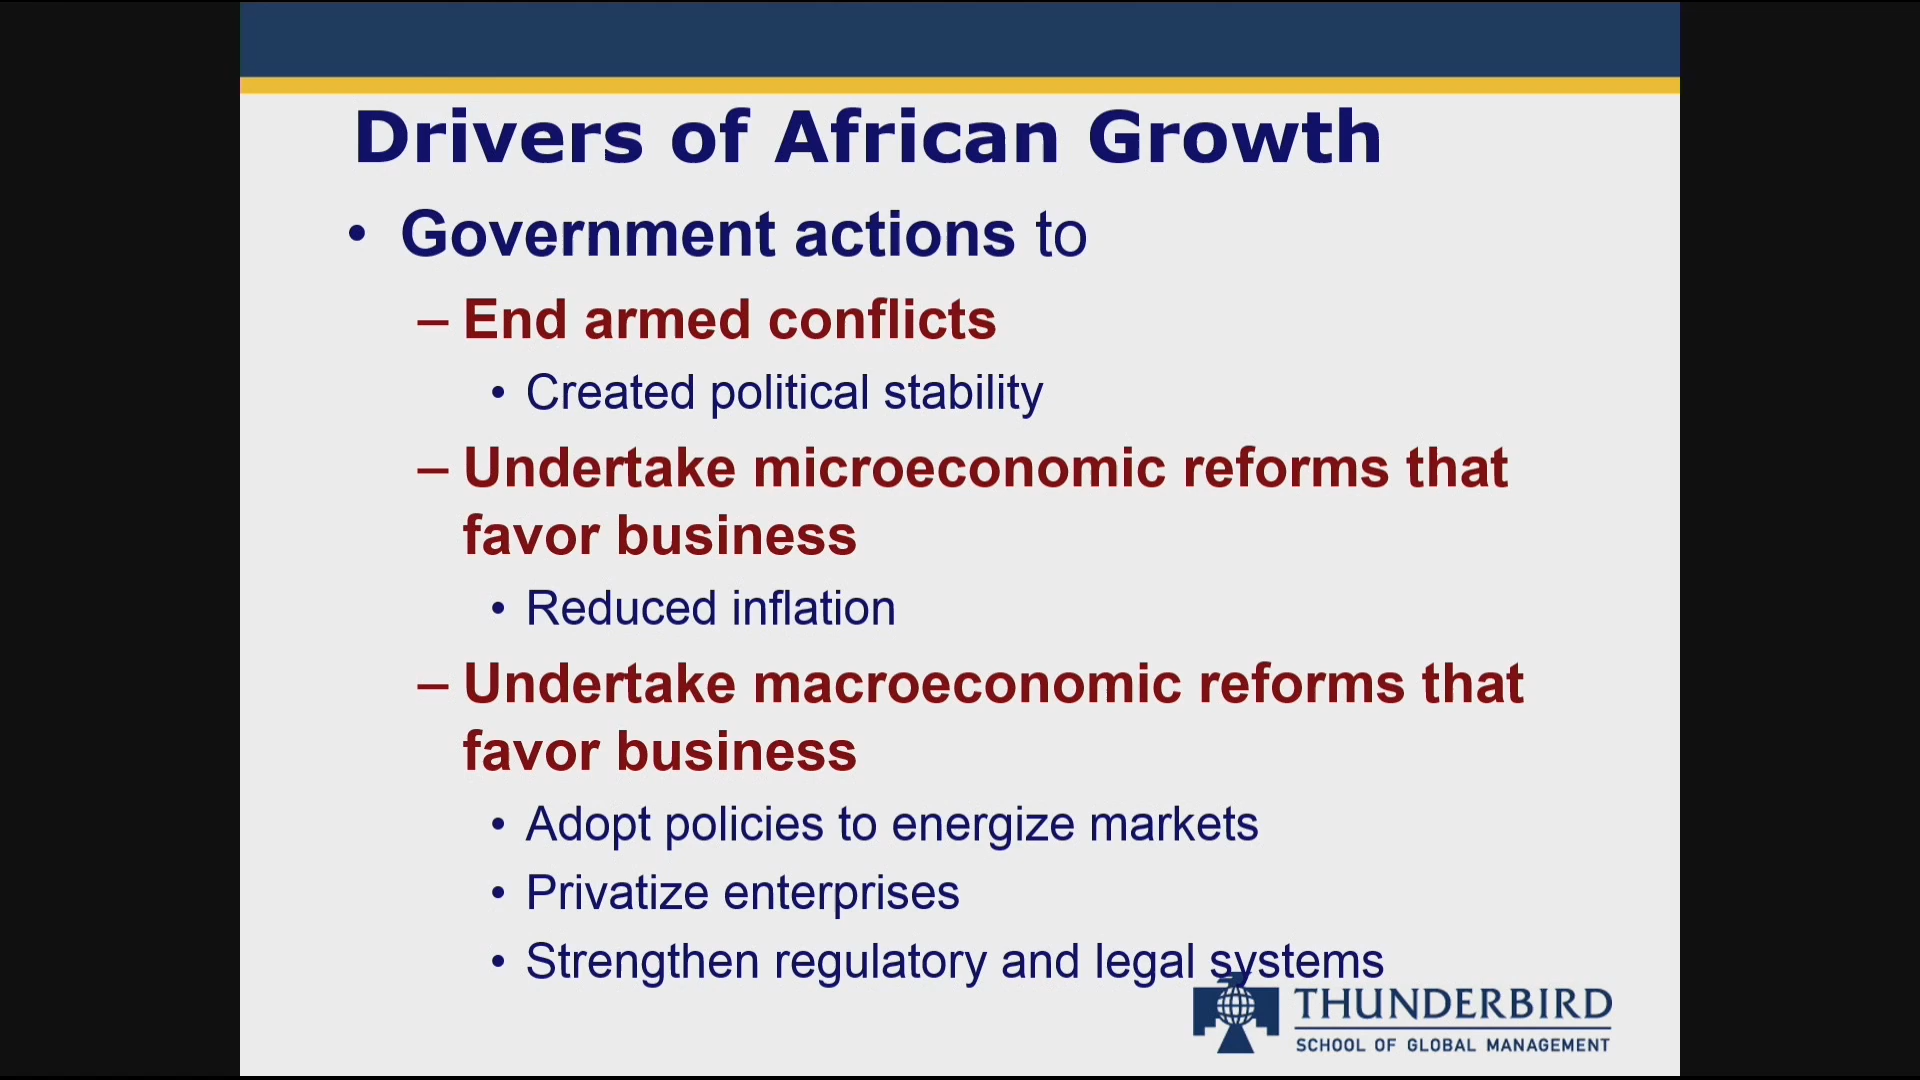 Drivers of African Growth
• Government actions to
– End armed conflicts
• Created political stability
– Undertake microeconomic reforms that
favor business
• Reduced inflation
– Undertake macroeconomic reforms that
favor business
• Adopt policies to energize markets
• Privatize enterprises
• Strengthen regulatory and legal systems
THUNDERBIRD
SCHOOL OF GLOBAL MANAGEMENT